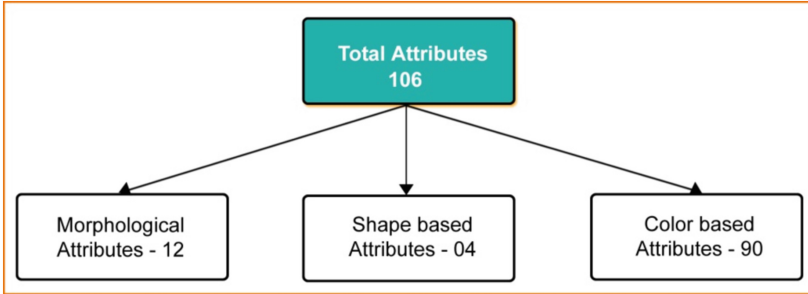 Total Attributes
106
Morphological
Attributes - 12
Shape based
Attributes - 04
Color based
Attributes - 90